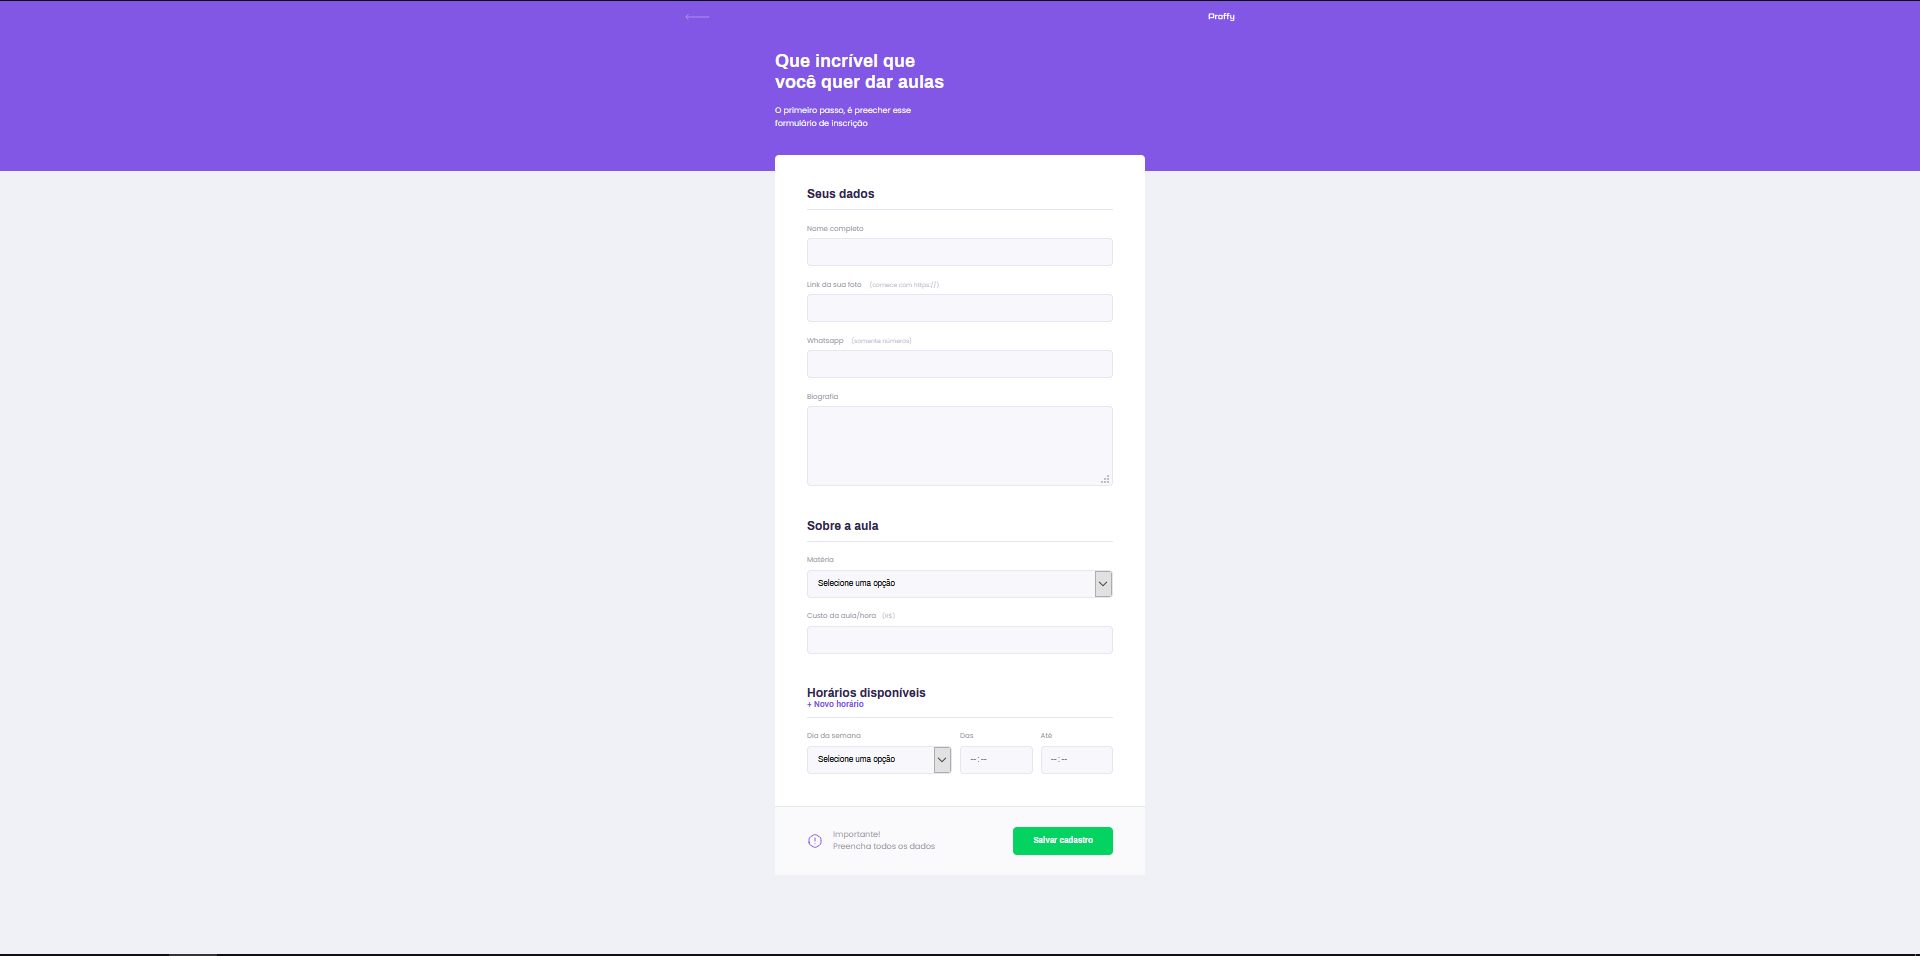 Proffy
Que incrível que
você quer dar aulas
O primeiro passo, é preecher esse
formulário de inscrição
Seus dados
Nome completo
Link da sua foto (comece com https://)
Whatsapp (somente números)
Biografia
Sobre a aula
Matéria
Selecione uma opção
Custo da aula/hora (R$)
Horários disponíveis
+ Novo horário
Dia da semana Das Até
Selecione uma opção --:-- --:--
Importante!
Preencha todos os dados
Salvar cadastro